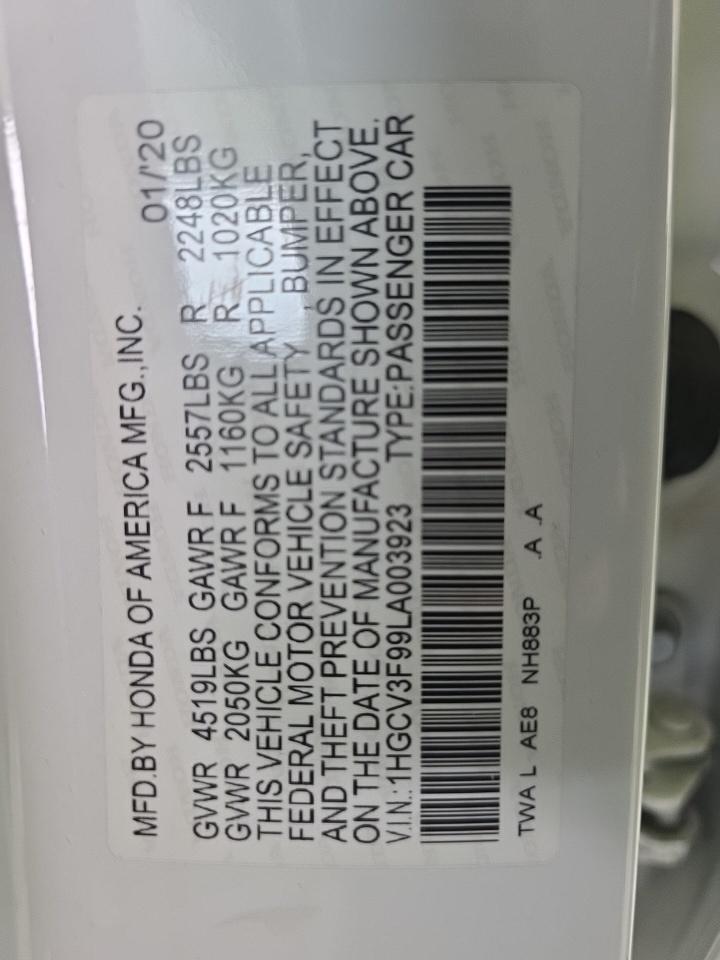 MFD.BY HONDA OF AMERICA MFG.,INC. 01/'20
GVWR 4519LBS GAWR F 2557LBS R 2248LBS
GVWR 2050KG GAWR F 1160KG R 1020KG
THIS VEHICLE CONFORMS TO ALL APPLICABLE
FEDERAL MOTOR VEHICLE SAFETY , BUMPER,
AND THEFT PREVENTION STANDARDS IN EFFECT
ON THE DATE OF MANUFACTURE SHOWN ABOVE.
V.I.N.:1HGCV3F99LA003923 TYPE:PASSENGER CAR
TWA L AE8 NH883P .A .A